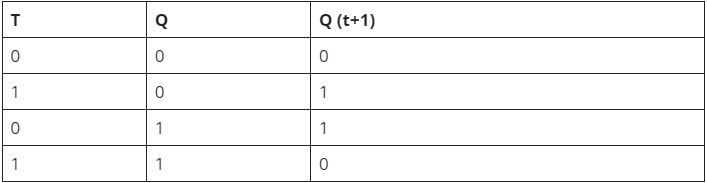 T Q Q (t+1)
0 0 0
1 0 1
0 1 1
1 1 0